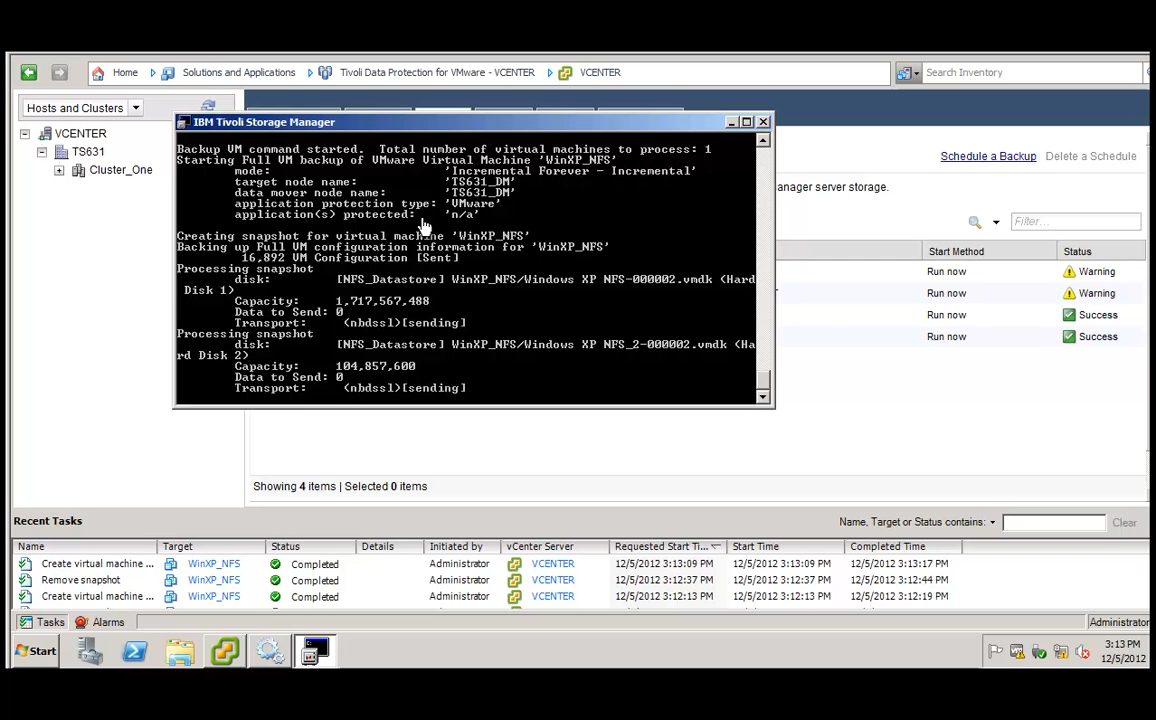 Home
Solutions and Applications
Tivoli Data Protection for VMware - VCENTER
VCENTER
Search Inventory
Hosts and Clusters
VCENTER
TS631
Cluster_One
IBM Tivoli Storage Manager
Backup VM command started. Total number of virtual machines to process: 1
Starting Full VM backup of VMware Virtual Machine 'WinXP_NFS'
mode: 'Incremental Forever - Incremental'
target node name: 'TS631_DM'
data mover node name: 'TS631_DM'
application protection type: 'VMware'
application(s) protected: 'n/a'
Creating snapshot for virtual machine 'WinXP_NFS'
Backing up Full VM configuration information for 'WinXP_NFS'
16,892 VM Configuration [Sent]
Processing snapshot
disk: [NFS_Datastore] WinXP_NFS/Windows XP NFS-000002.vmdk (Hard
Disk 1)
Capacity: 1,717,567,488
Data to Send: 0
Transport: (nbdssl)[sending]
Processing snapshot
disk: [NFS_Datastore] WinXP_NFS/Windows XP NFS_2-000002.vmdk (Ha
rd Disk 2)
Capacity: 104,857,600
Data to Send: 0
Transport: (nbdssl)[sending]
Schedule a Backup Delete a Schedule
anager server storage.
Filter...
Start Method Status
Run now Warning
Run now Warning
Run now Success
Run now Success
Showing 4 items | Selected 0 items
Recent Tasks
Name, Target or Status contains: Clear
Name Target Status Details Initiated by vCenter Server Requested Start Ti... Start Time Completed Time
Create virtual machine ... WinXP_NFS Completed Administrator VCENTER 12/5/2012 3:13:09 PM 12/5/2012 3:13:09 PM 12/5/2012 3:13:17 PM
Remove snapshot WinXP_NFS Completed Administrator VCENTER 12/5/2012 3:12:37 PM 12/5/2012 3:12:37 PM 12/5/2012 3:12:44 PM
Create virtual machine ... WinXP_NFS Completed Administrator VCENTER 12/5/2012 3:12:13 PM 12/5/2012 3:12:13 PM 12/5/2012 3:12:19 PM
Tasks Alarms Administrator
Start
3:13 PM
12/5/2012